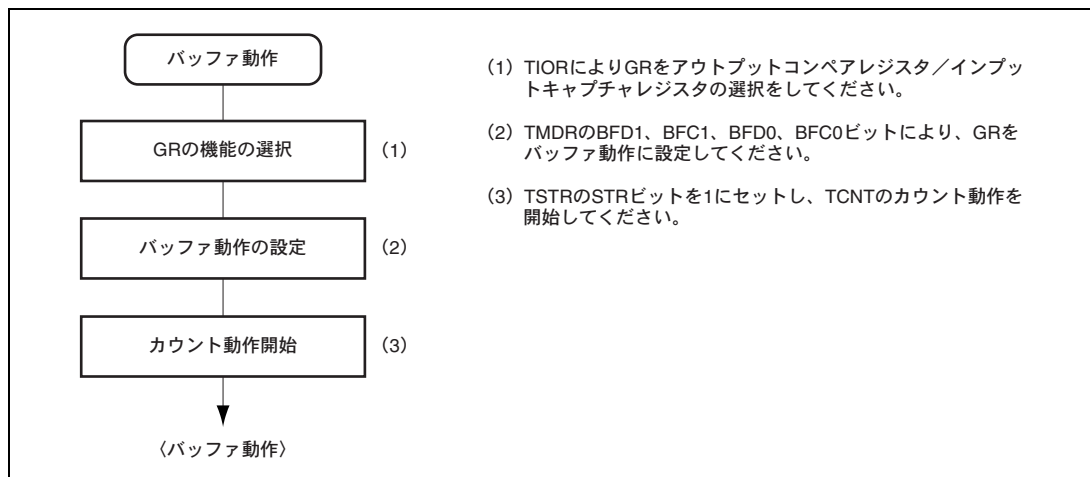 バッファ動作
GRの機能の選択
(1)
バッファ動作の設定
(2)
カウント動作開始
(3)
〈バッファ動作〉
(1) TIORによりGRをアウトプットコンペアレジスタ／インプッ
トキャプチャレジスタの選択をしてください。
(2) TMDRのBFD1、BFC1、BFD0、BFC0ビットにより、GRを
バッファ動作に設定してください。
(3) TSTRのSTRビットを1にセットし、TCNTのカウント動作を
開始してください。